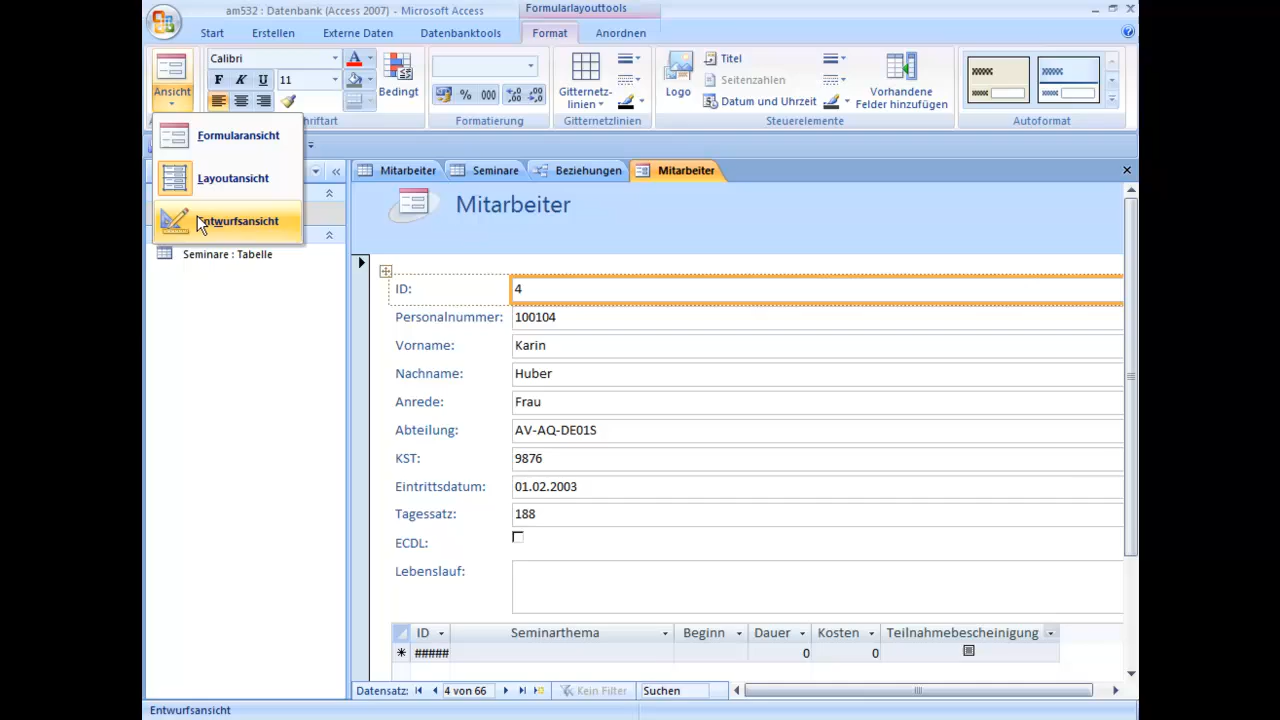 am532 : Datenbank (Access 2007) - Microsoft Access
Formularlayouttools
Start
Erstellen
Externe Daten
Datenbanktools
Format
Anordnen
Ansicht
Calibri
F K U 11
Bedingt
hriftart
% 000
Formatierung
Gitternetz-
linien
Gitternetzlinien
Logo
Titel
Seitenzahlen
Datum und Uhrzeit
Vorhandene
Felder hinzufügen
Steuerelemente
Autoformat
Formularansicht
Layoutansicht
ntwurfsansicht
Seminare : Tabelle
Mitarbeiter
Seminare
Beziehungen
Mitarbeiter
Mitarbeiter
ID: 4
Personalnummer: 100104
Vorname: Karin
Nachname: Huber
Anrede: Frau
Abteilung: AV-AQ-DE01S
KST: 9876
Eintrittsdatum: 01.02.2003
Tagessatz: 188
ECDL:
Lebenslauf:
ID Seminarthema Beginn Dauer Kosten Teilnahmebescheinigung
##### 0 0
Datensatz: 4 von 66 Kein Filter Suchen
Entwurfsansicht